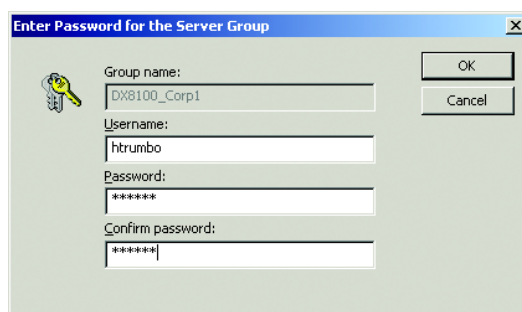 Enter Password for the Server Group
OK
Cancel
Group name:
DX8100_Corp1
Username:
htrumbo
Password:
******
Confirm password:
******